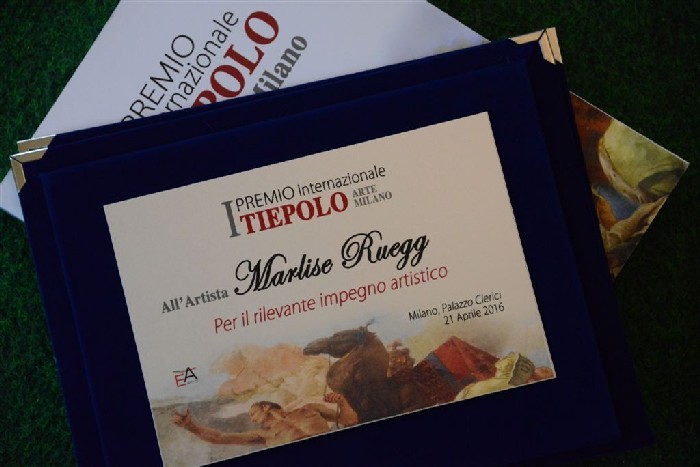 PREMIO
ternazionale
TIEPOLO
Milano
I PREMIO Internazionale
TIEPOLO ARTE MILANO
All'Artista Marlise Ruegg
Per il rilevante impegno artistico
Milano, Palazzo Clerici
21 Aprile 2016
EA